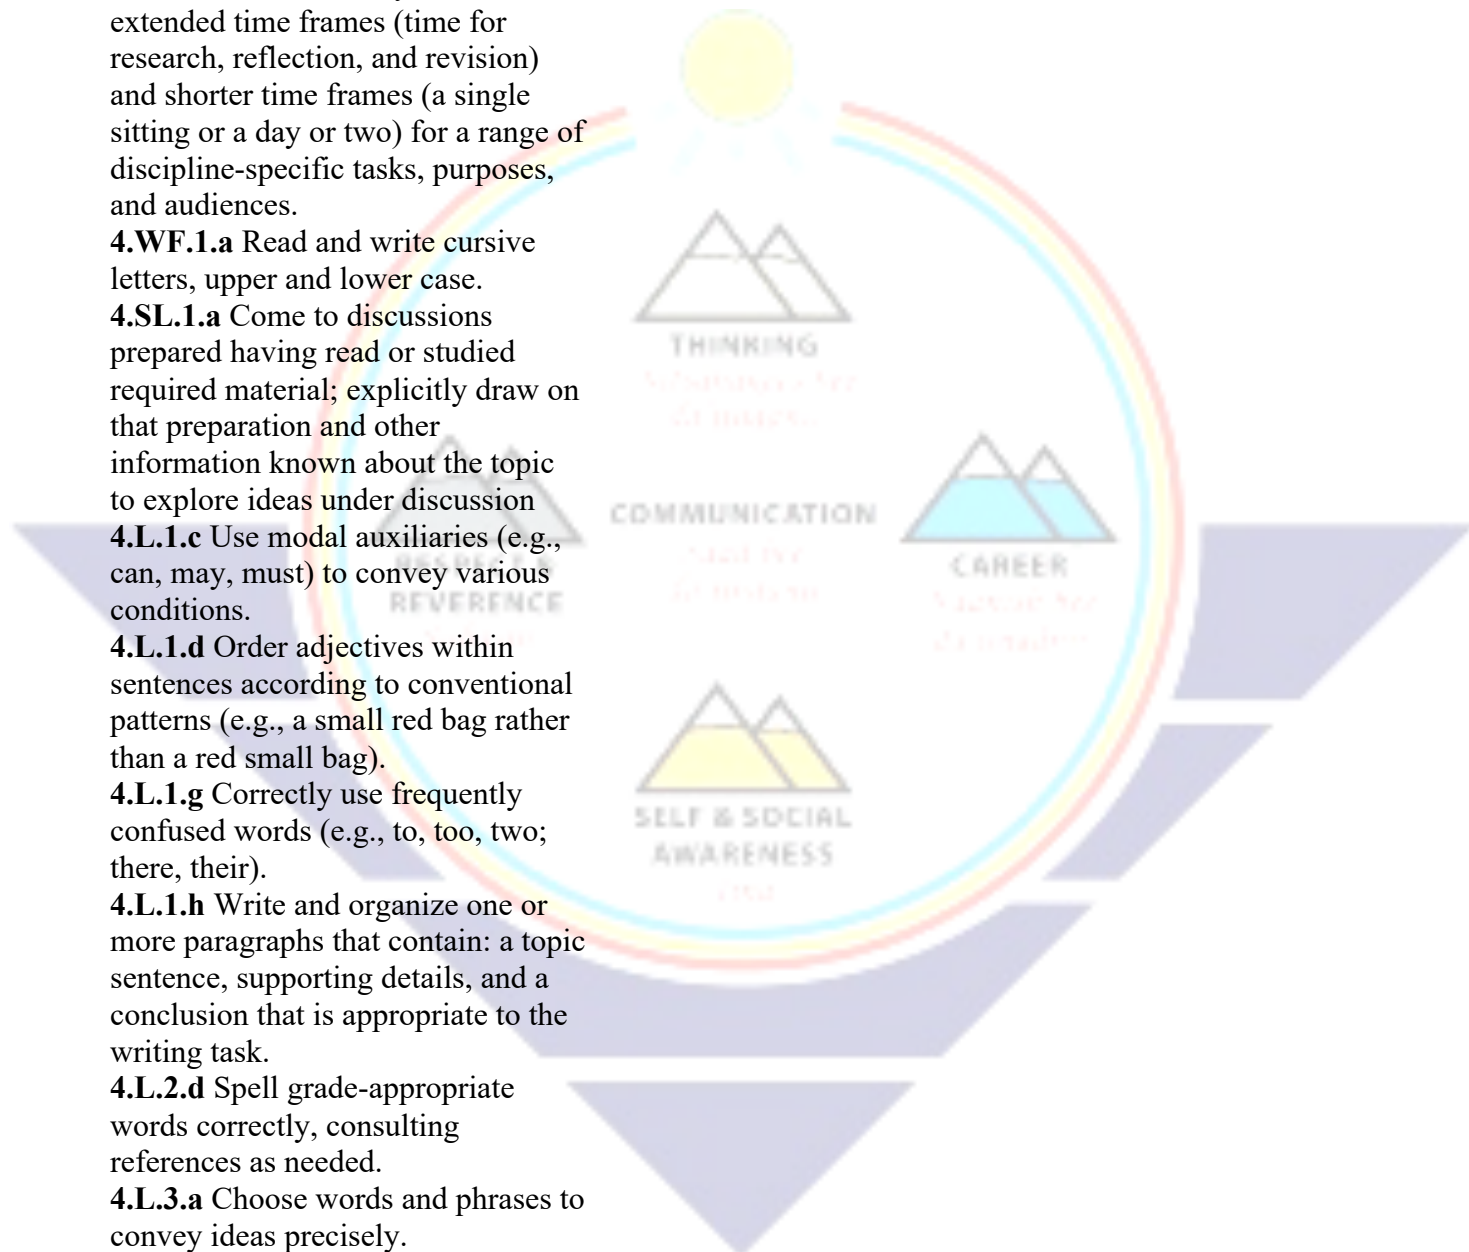 extended time frames (time for
research, reflection, and revision)
and shorter time frames (a single
sitting or a day or two) for a range of
discipline-specific tasks, purposes,
and audiences.
4.WF.1.a Read and write cursive
letters, upper and lower case.
4.SL.1.a Come to discussions
prepared having read or studied
required material; explicitly draw on
that preparation and other
information known about the topic
to explore ideas under discussion
4.L.1.c Use modal auxiliaries (e.g.,
can, may, must) to convey various
conditions.
4.L.1.d Order adjectives within
sentences according to conventional
patterns (e.g., a small red bag rather
than a red small bag).
4.L.1.g Correctly use frequently
confused words (e.g., to, too, two;
there, their).
4.L.1.h Write and organize one or
more paragraphs that contain: a topic
sentence, supporting details, and a
conclusion that is appropriate to the
writing task.
4.L.2.d Spell grade-appropriate
words correctly, consulting
references as needed.
4.L.3.a Choose words and phrases to
convey ideas precisely.
THINKING
COMMUNICATION
RESPECT &
REVERENCE
CAREER
SELF & SOCIAL
AWARENESS